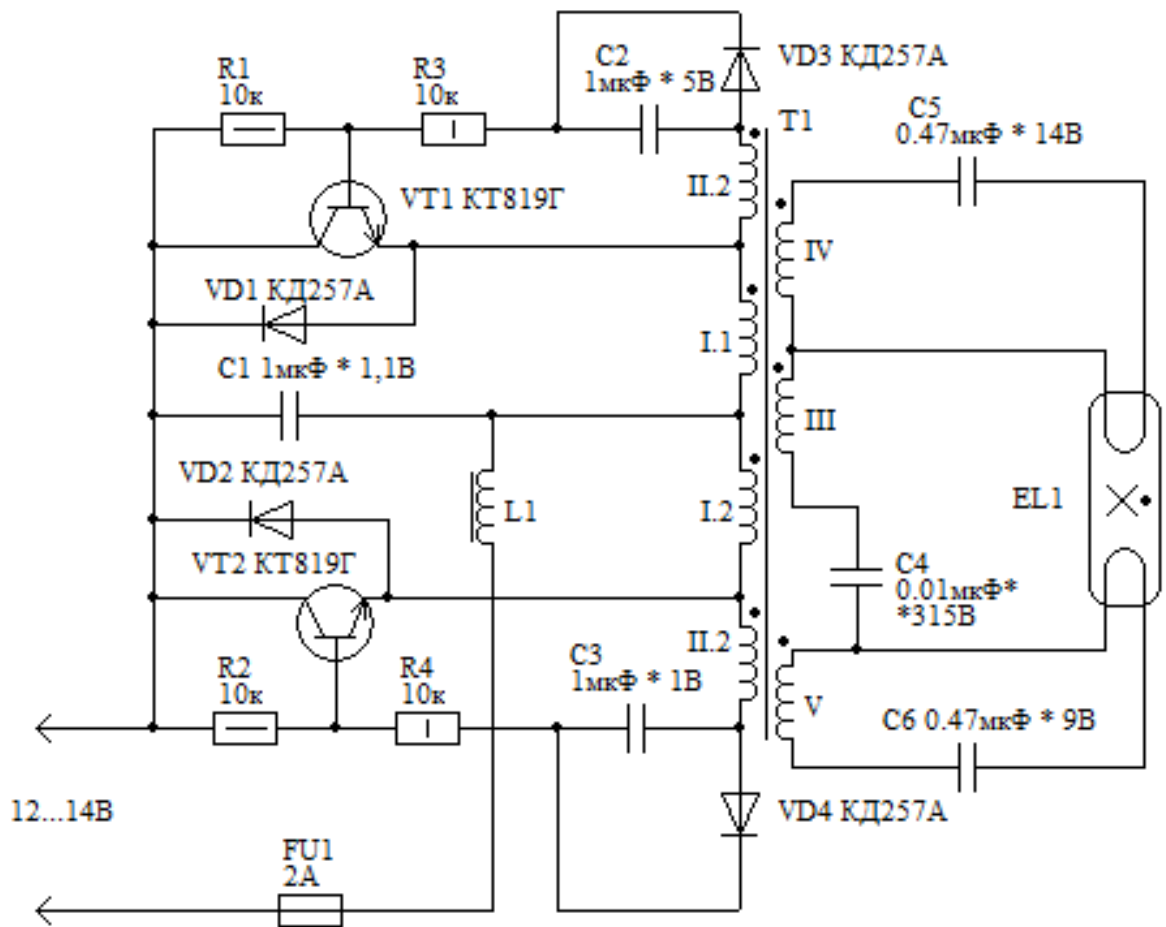 C2
1мкФ * 5В
VD3 КД257А
R1
10к
R3
10к
T1
C5
0.47мкФ * 14В
II.2
VT1 КТ819Г
IV
VD1 КД257А
I.1
C1 1мкФ * 1,1В
III
VD2 КД257А
L1
I.2
EL1
VT2 КТ819Г
C4
0.01мкФ*
*315В
II.2
C3
1мкФ * 1В
R2
10к
R4
10к
V
C6 0.47мкФ * 9В
12...14В
VD4 КД257А
FU1
2А